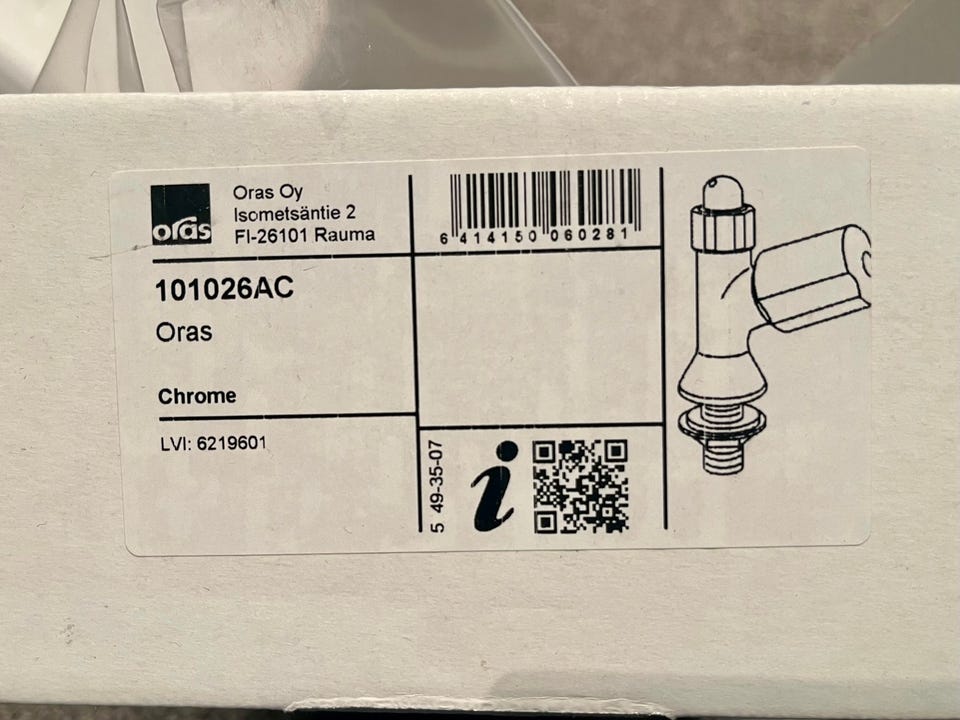 oras
Oras Oy
Isometsäntie 2
FI-26101 Rauma
6 414150 060281
101026AC
Oras
Chrome
LVI: 6219601
5 49-35-07
i